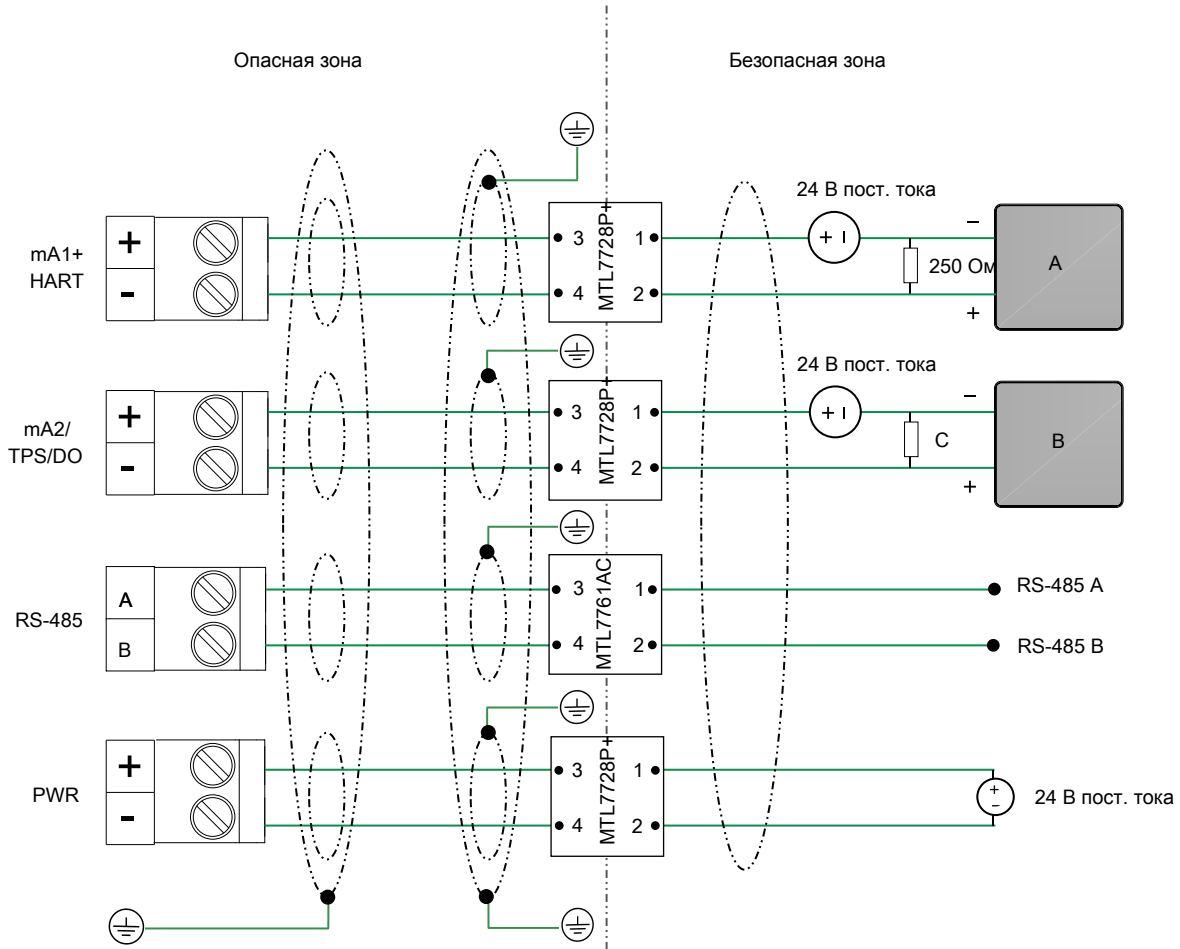 Опасная зона
Безопасная зона
24 В пост. тока
mA1+
HART
+
-
3
4
MTL7728P+
1
2
+ -
250 Ом
–
+
A
24 В пост. тока
mA2/
TPS/DO
+
-
3
4
MTL7728P+
1
2
+ -
C
–
+
B
RS-485
A
B
3
4
MTL7761AC
1
2
RS-485 A
RS-485 B
PWR
+
-
3
4
MTL7728P+
1
2
+
-
24 В пост. тока